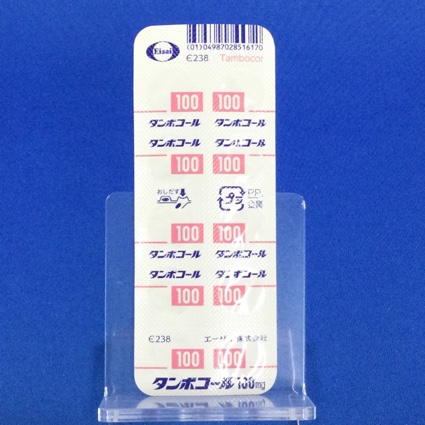 Eisai
(01)04987028516170
€238 Tambocor
100 100
タンボコール タンボコール
タンボコール タンボコール
100 100
おしだす プラ PP,
金属
100 100
タンボコール タンボコール
タンボコール タンボコール
100 100
€238 エーザイ株式会社
100 100
タンボコール100mg